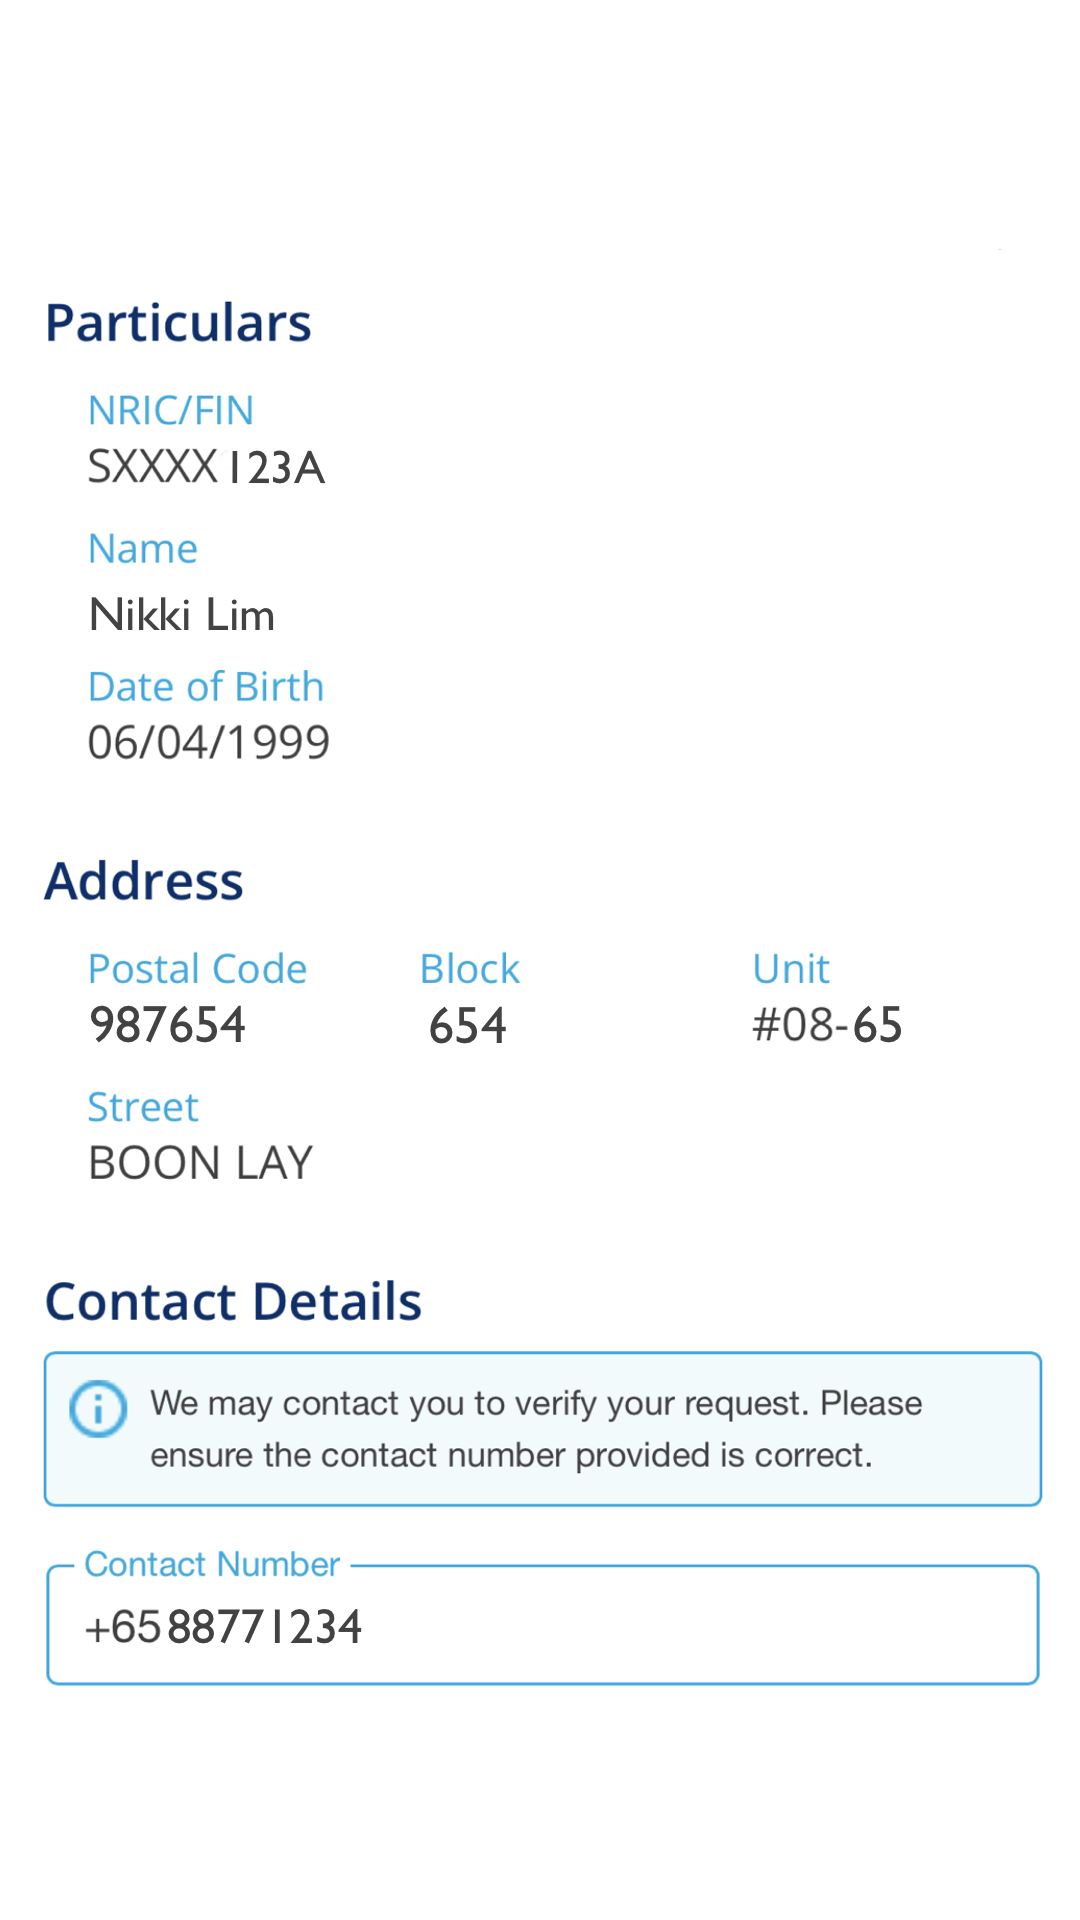 Particulars
NRIC/FIN
SXXXX123A
Name
Nikki Lim
Date of Birth
06/04/1999
Address
Postal Code Block Unit
987654 654 #08-65
Street
BOON LAY
Contact Details
We may contact you to verify your request. Please
ensure the contact number provided is correct.
Contact Number
+6588771234